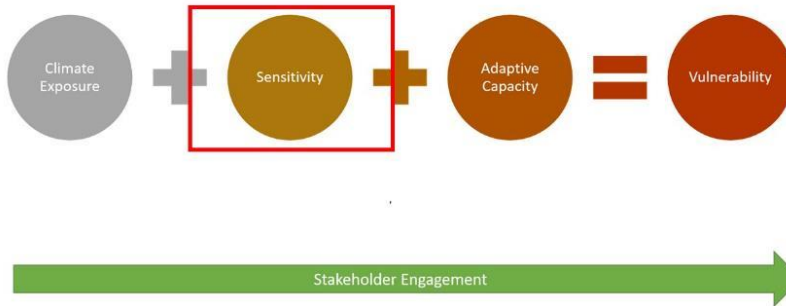 Climate
Exposure
Sensitivity
Adaptive
Capacity
Vulnerability
Stakeholder Engagement